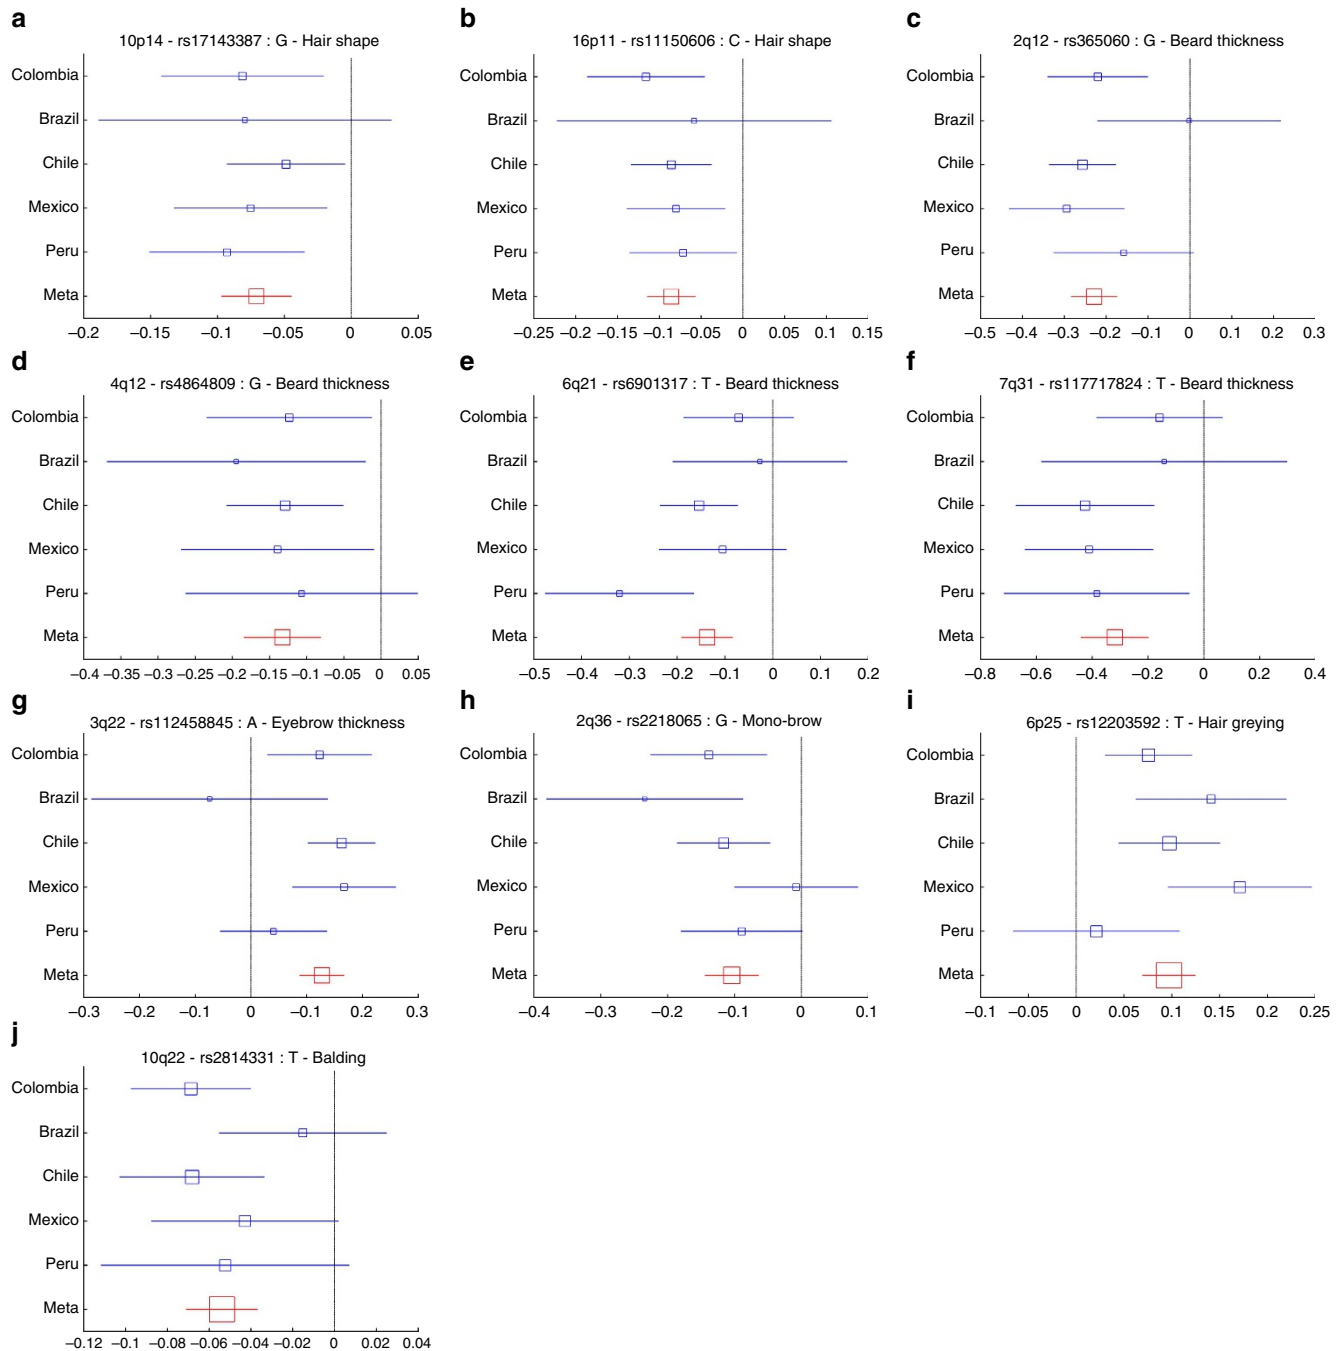 a
10p14 - rs17143387 : G - Hair shape
Colombia
Brazil
Chile
Mexico
Peru
Meta
−0.2 −0.15 −0.1 −0.05 0 0.05
b
16p11 - rs11150606 : C - Hair shape
Colombia
Brazil
Chile
Mexico
Peru
Meta
−0.25 −0.2 −0.15 −0.1 −0.05 0 0.05 0.1 0.15
c
2q12 - rs365060 : G - Beard thickness
Colombia
Brazil
Chile
Mexico
Peru
Meta
−0.5 −0.4 −0.3 −0.2 −0.1 0 0.1 0.2 0.3
d
4q12 - rs4864809 : G - Beard thickness
Colombia
Brazil
Chile
Mexico
Peru
Meta
−0.4 −0.35 −0.3 −0.25 −0.2 −0.15 −0.1 −0.05 0 0.05
e
6q21 - rs6901317 : T - Beard thickness
Colombia
Brazil
Chile
Mexico
Peru
Meta
−0.5 −0.4 −0.3 −0.2 −0.1 0 0.1 0.2
f
7q31 - rs117717824 : T - Beard thickness
Colombia
Brazil
Chile
Mexico
Peru
Meta
−0.8 −0.6 −0.4 −0.2 0 0.2 0.4
g
3q22 - rs112458845 : A - Eyebrow thickness
Colombia
Brazil
Chile
Mexico
Peru
Meta
−0.3 −0.2 −0.1 0 0.1 0.2 0.3
h
2q36 - rs2218065 : G - Mono-brow
Colombia
Brazil
Chile
Mexico
Peru
Meta
−0.4 −0.3 −0.2 −0.1 0 0.1
i
6p25 - rs12203592 : T - Hair greying
Colombia
Brazil
Chile
Mexico
Peru
Meta
−0.1 −0.05 0 0.05 0.1 0.15 0.2 0.25
j
10q22 - rs2814331 : T - Balding
Colombia
Brazil
Chile
Mexico
Peru
Meta
−0.12 −0.1 −0.08 −0.06 −0.04 −0.02 0 0.02 0.04